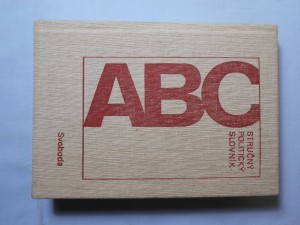 ABC
STRUČNÝ
POLITICKÝ
SLOVNÍK
Svoboda